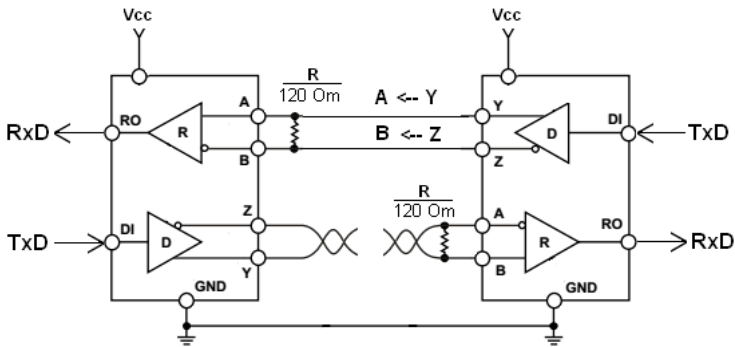 Vcc
Vcc
R
120 Om
A <-- Y
A
Y
RO
R
RxD
D
DI
TxD
B <-- Z
B
Z
R
120 Om
Z
A
RO
DI
D
TxD
R
RxD
Y
B
GND
GND